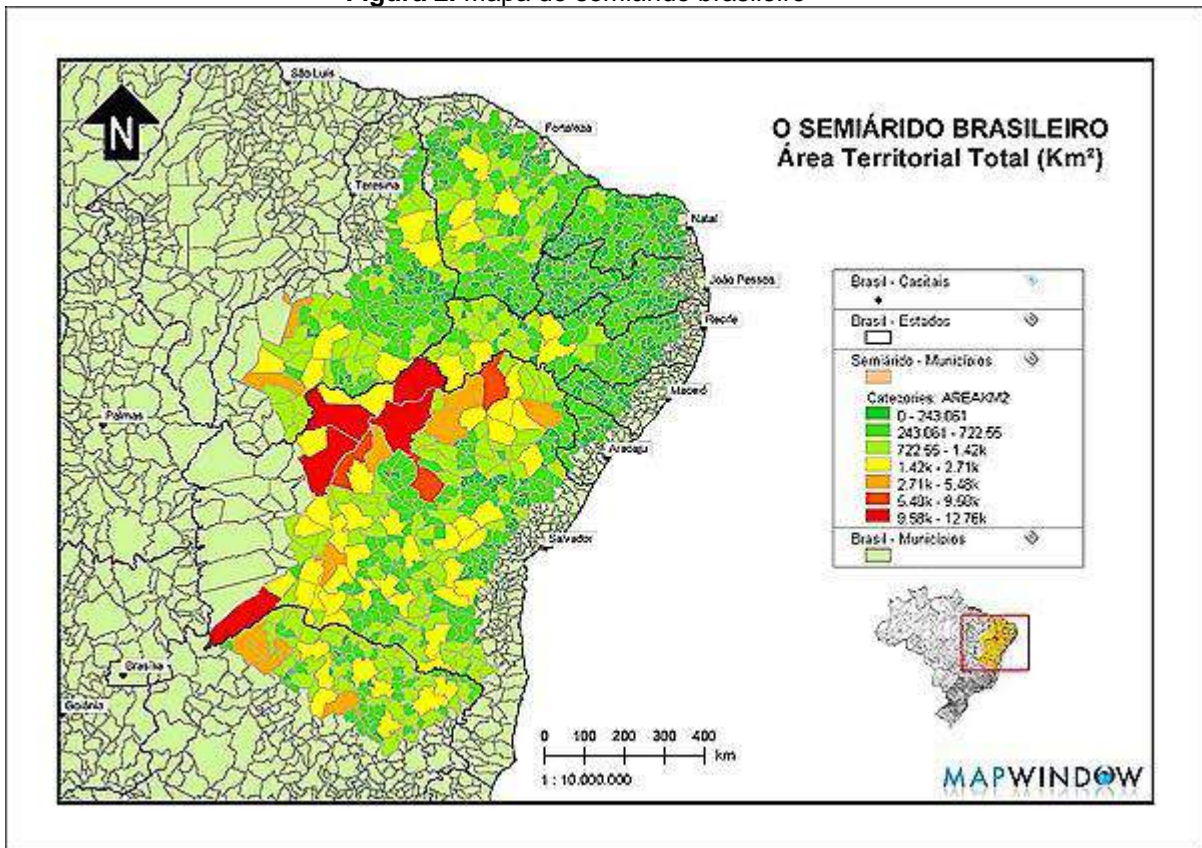 Figura 2. Mapa do semiárido brasileiro
O SEMIÁRIDO BRASILEIRO
Área Territorial Total (Km²)
N
São Luís
Fortaleza
Teresina
Natal
João Pessoa
Recife
Maceió
Palmas
Aracaju
Salvador
Brasília
Goiânia
Brasil - Capitais
Brasil - Estados
Semiárido - Municípios
Categories: AREAKM2
0 - 243.061
243.061 - 722.55
722.55 - 1.42k
1.42k - 2.71k
2.71k - 5.48k
5.48k - 9.58k
9.58k - 12.76k
Brasil - Municípios
0 100 200 300 400
km
1 : 10.000.000
MAPWINDOW